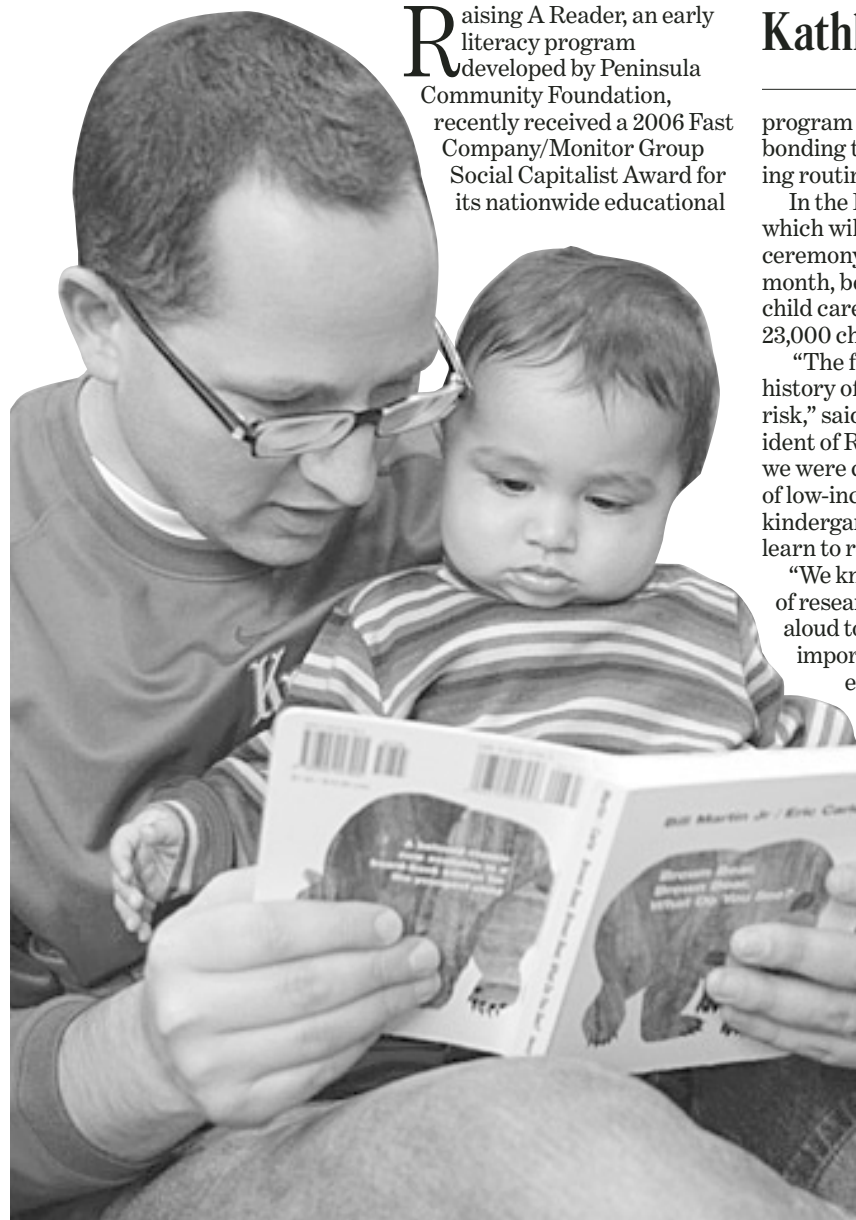 Raising A Reader, an early
literacy program
developed by Peninsula
Community Foundation,
recently received a 2006 Fast
Company/Monitor Group
Social Capitalist Award for
its nationwide educational
Kathl
program
bonding t
ing routin
In the
which wil
ceremony
month, be
child care
23,000 ch
“The f
history of
risk,” said
ident of R
we were
of low-inc
kindergar
learn to r
“We kn
of resear
aloud to
impor
e
K
Bill Martin Jr / Eric Carle
Brown Bear,
Brown Bear,
What Do You See?